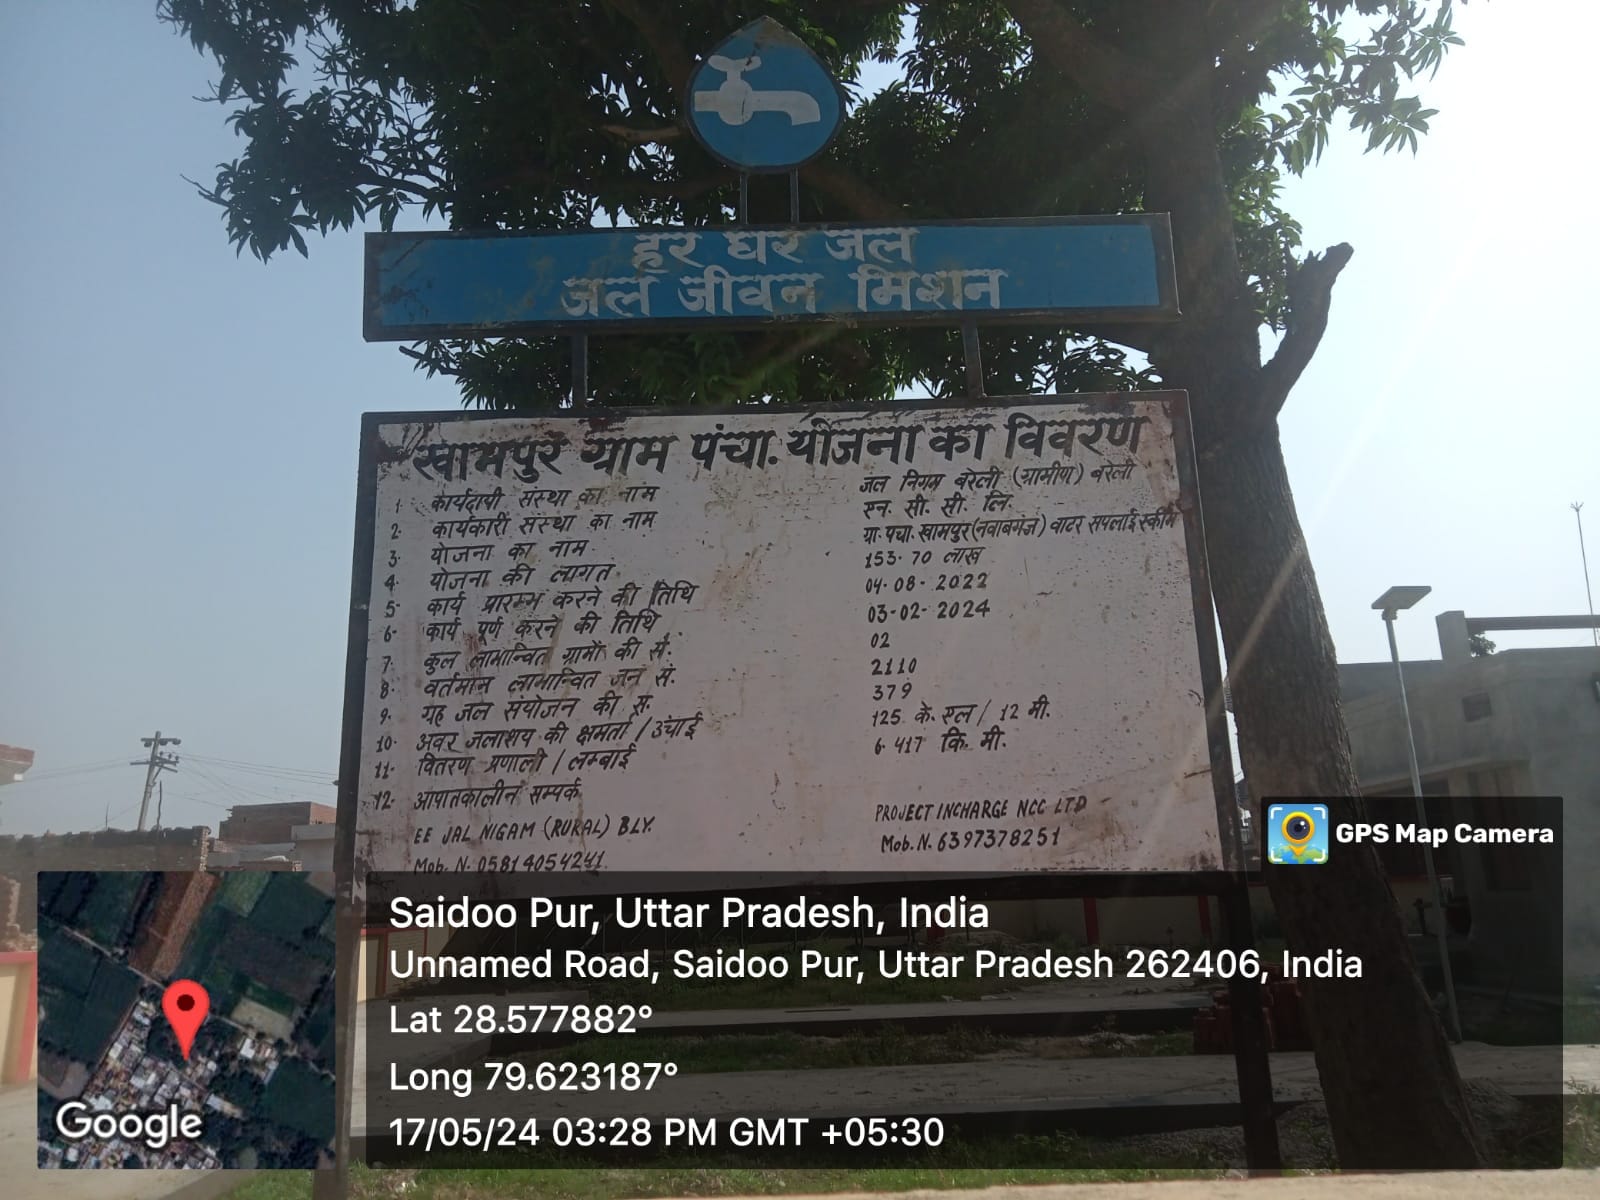 हर घर जल
जल जीवन मिशन
खामपुर ग्राम पंचा. योजना का विवरण
1. कार्यदायी संस्था का नाम जल निगम बरेली (ग्रामीण) बरेली
2. कार्यकारी संस्था का नाम एन. सी. सी. लि.
3. योजना का नाम ग्रा. पंचा. खामपुर (नवाबगंज) वाटर सप्लाई स्कीम
4. योजना की लागत 153.70 लाख
5- कार्य प्रारम्भ करने की तिथि 04-08-2022
6- कार्य पूर्ण करने की तिथि 03-02-2024
7. कुल लाभान्वित ग्रामों की सं. 02
8. वर्तमान लाभान्वित जन सं. 2110
9. गृह जल संयोजन की सं. 379
10. अवर जलाशय की क्षमता / उंचाई 125 के. एल / 12 मी.
11- वितरण प्रणाली / लम्बाई 6.417 कि. मी.
12- आपातकालीन सम्पर्क
EE JAL NIGAM (RURAL) BLY. PROJECT INCHARGE NCC LTD
Mob. N. 05814054241 Mob. N. 6397378251
GPS Map Camera
Saidoo Pur, Uttar Pradesh, India
Unnamed Road, Saidoo Pur, Uttar Pradesh 262406, India
Lat 28.577882°
Long 79.623187°
17/05/24 03:28 PM GMT +05:30
Google